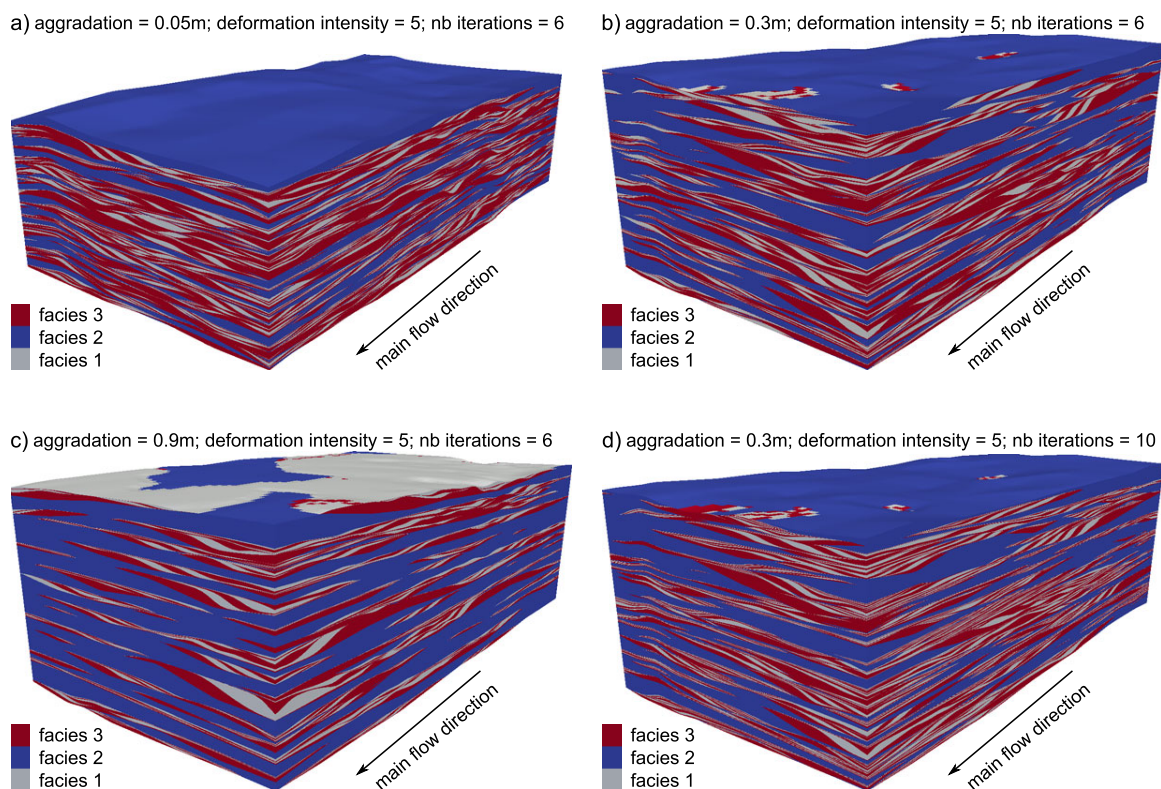 a) aggradation = 0.05m; deformation intensity = 5; nb iterations = 6
facies 3
facies 2
facies 1
main flow direction
b) aggradation = 0.3m; deformation intensity = 5; nb iterations = 6
facies 3
facies 2
facies 1
main flow direction
c) aggradation = 0.9m; deformation intensity = 5; nb iterations = 6
facies 3
facies 2
facies 1
main flow direction
d) aggradation = 0.3m; deformation intensity = 5; nb iterations = 10
facies 3
facies 2
facies 1
main flow direction